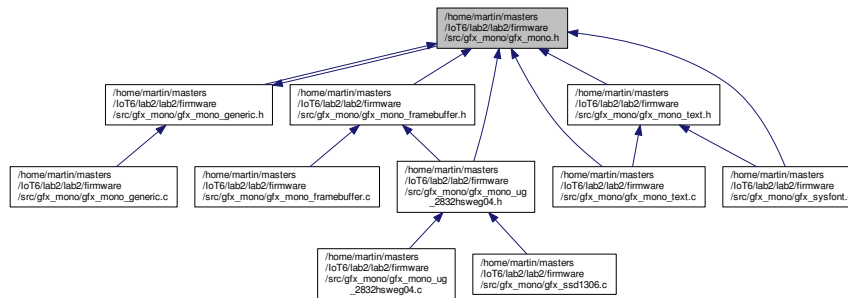 /home/martin/masters
/IoT6/lab2/lab2/firmware
/src/gfx_mono/gfx_mono.h
/home/martin/masters
/IoT6/lab2/lab2/firmware
/src/gfx_mono/gfx_mono_generic.h
/home/martin/masters
/IoT6/lab2/lab2/firmware
/src/gfx_mono/gfx_mono_framebuffer.h
/home/martin/masters
/IoT6/lab2/lab2/firmware
/src/gfx_mono/gfx_mono_text.h
/home/martin/masters
/IoT6/lab2/lab2/firmware
/src/gfx_mono/gfx_mono_generic.c
/home/martin/masters
/IoT6/lab2/lab2/firmware
/src/gfx_mono/gfx_mono_framebuffer.c
/home/martin/masters
/IoT6/lab2/lab2/firmware
/src/gfx_mono/gfx_mono_ug
_2832hsweg04.h
/home/martin/masters
/IoT6/lab2/lab2/firmware
/src/gfx_mono/gfx_mono_text.c
/home/martin/masters
/IoT6/lab2/lab2/firmware
/src/gfx_mono/gfx_sysfont.c
/home/martin/masters
/IoT6/lab2/lab2/firmware
/src/gfx_mono/gfx_mono_ug
_2832hsweg04.c
/home/martin/masters
/IoT6/lab2/lab2/firmware
/src/gfx_mono/gfx_ssd1306.c